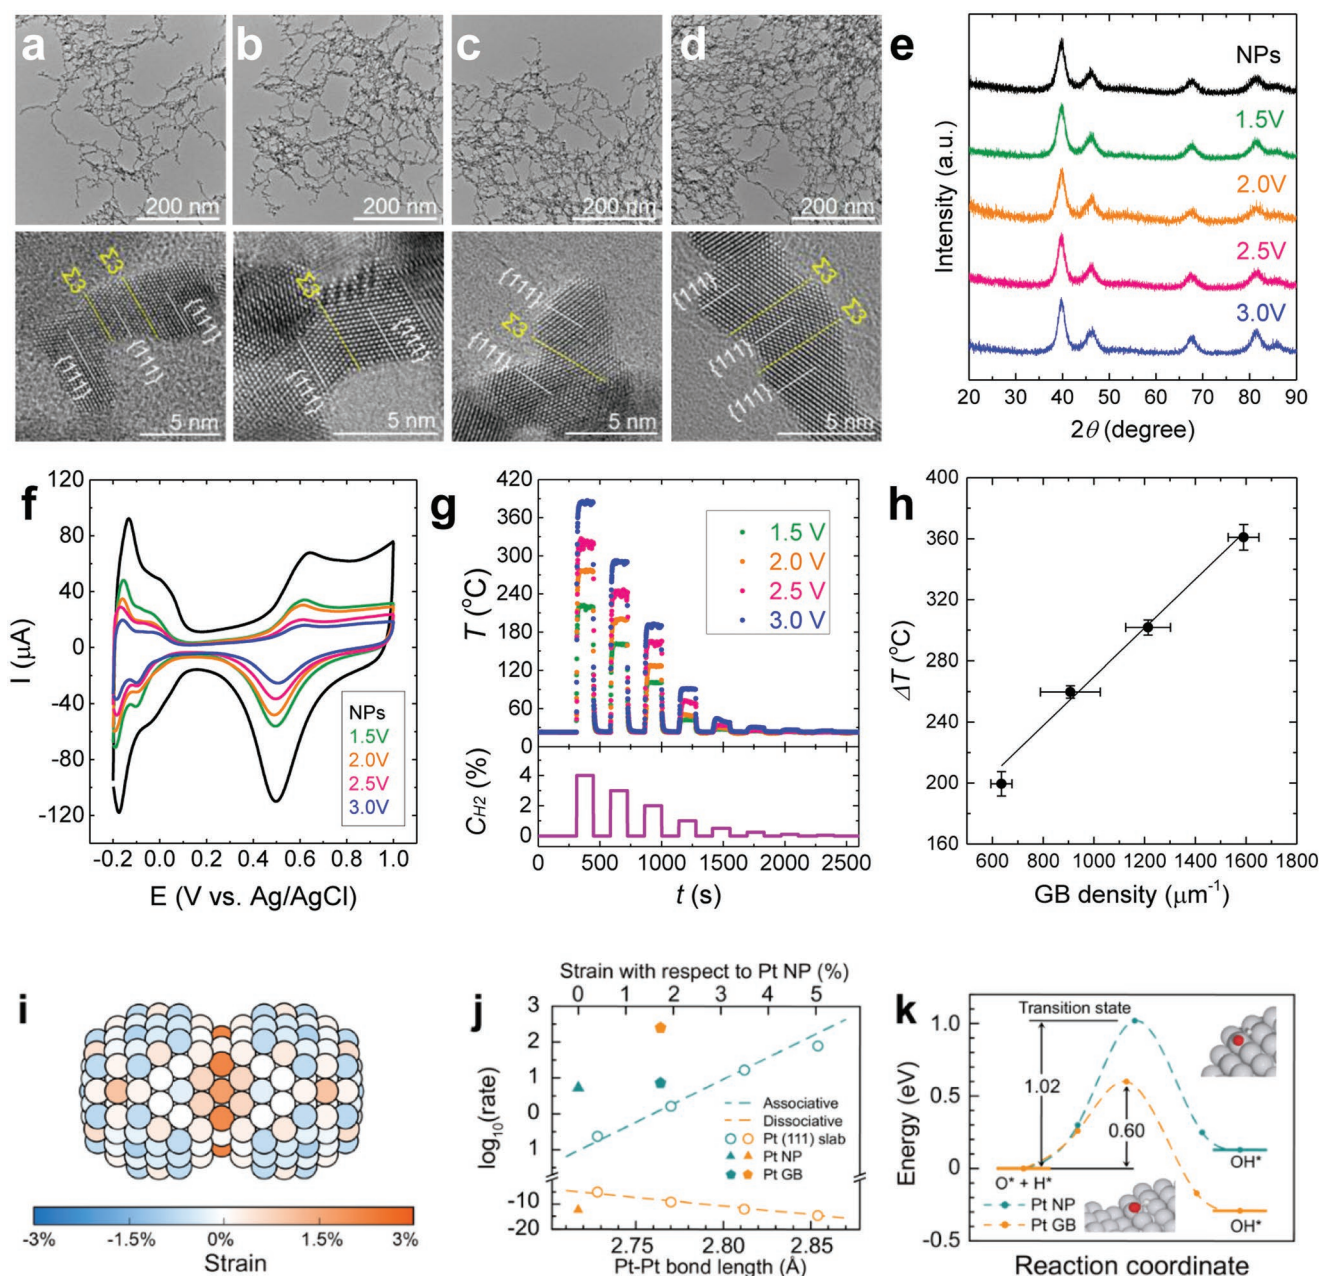 a
200 nm
b
200 nm
c
200 nm
d
200 nm
Σ3
Σ3
{111}
{111}
{111}
5 nm
Σ3
{111}
{111}
5 nm
{111}
Σ3
{111}
5 nm
{111}
Σ3
{111}
{111}
5 nm
e
NPs
1.5V
2.0V
2.5V
3.0V
Intensity (a.u.)
20 30 40 50 60 70 80 90
2θ (degree)
f
120
80
40
0
-40
-80
-120
I (μA)
NPs
1.5V
2.0V
2.5V
3.0V
-0.2 0.0 0.2 0.4 0.6 0.8 1.0
E (V vs. Ag/AgCl)
g
420
360
300
240
180
120
60
0
T (°C)
1.5 V
2.0 V
2.5 V
3.0 V
4
2
0
CH2 (%)
0 500 1000 1500 2000 2500
t (s)
h
400
360
320
280
240
200
160
ΔT (°C)
600 800 1000 1200 1400 1600 1800
GB density (μm-1)
i
-3% -1.5% 0% 1.5% 3%
Strain
j
Strain with respect to Pt NP (%)
0 1 2 3 4 5
3
2
1
0
1
-10
-20
log10(rate)
Associative
Dissociative
Pt (111) slab
Pt NP
Pt GB
2.75 2.80 2.85
Pt-Pt bond length (Å)
k
Transition state
1.0
0.5
0
-0.5
Energy (eV)
1.02
0.60
O* + H*
OH*
OH*
Pt NP
Pt GB
Reaction coordinate